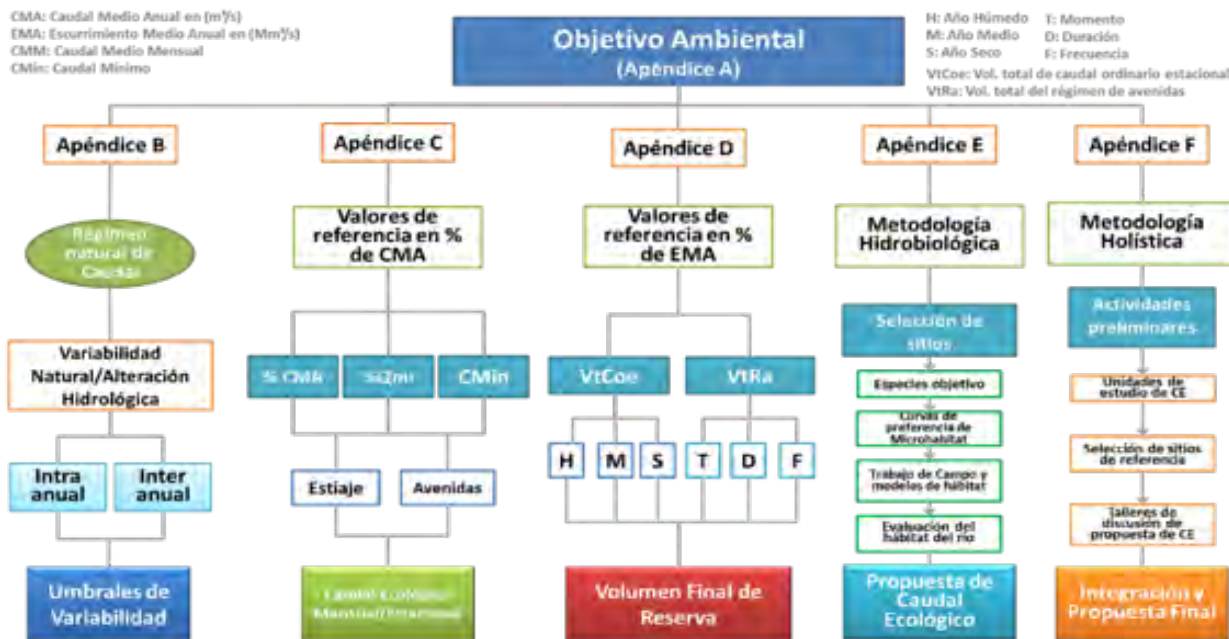 CMA: Caudal Medio Anual en (m³/s)
EMA: Escurrimiento Medio Anual en (Mm³/s)
CMM: Caudal Medio Mensual
CMin: Caudal Mínimo
Objetivo Ambiental
(Apéndice A)
H: Año Húmedo T: Momento
M: Año Medio D: Duración
S: Año Seco F: Frecuencia
VtCoe: Vol. total de caudal ordinario estacional
VtRa: Vol. total del régimen de avenidas
Apéndice B
Régimen
natural de
Caudal
Variabilidad
Natural/Alteración
Hidrológica
Intra
anual
Inter
anual
Umbrales de
Variabilidad
Apéndice C
Valores de
referencia en %
de CMA
% CMA
CMin
Estiaje
Avenidas
Caudal Ecológico
Apéndice D
Valores de
referencia en %
de EMA
VtCoe
VtRa
H M S T D F
Volumen Final de
Reserva
Apéndice E
Metodología
Hidrobiológica
Selección de
sitios
Especies objetivo
Curvas de
preferencia de
Microhabitat
Trabajo de Campo y
modelos de hábitat
Evaluación del
hábitat del río
Propuesta de
Caudal
Ecológico
Apéndice F
Metodología
Holística
Actividades
preliminares
Unidades de
estudio de CE
Selección de sitios
de referencia
Talleres de
discusión de
propuesta de CE
Integración y
Propuesta Final